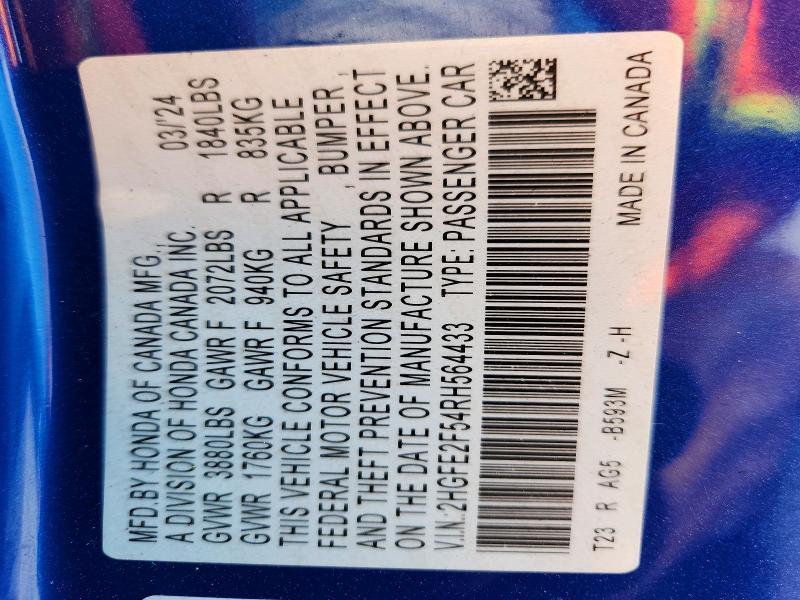 MFD.BY HONDA OF CANADA MFG., 03/'24
A DIVISION OF HONDA CANADA INC.
GVWR 3880LBS GAWR F 2072LBS R 1840LBS
GVWR 1760KG GAWR F 940KG R 835KG
THIS VEHICLE CONFORMS TO ALL APPLICABLE
FEDERAL MOTOR VEHICLE SAFETY , BUMPER ,
AND THEFT PREVENTION STANDARDS IN EFFECT
ON THE DATE OF MANUFACTURE SHOWN ABOVE.
V.I.N.:2HGFE2F54RH564433 TYPE: PASSENGER CAR
T23 R AG5 -B593M -Z -H MADE IN CANADA